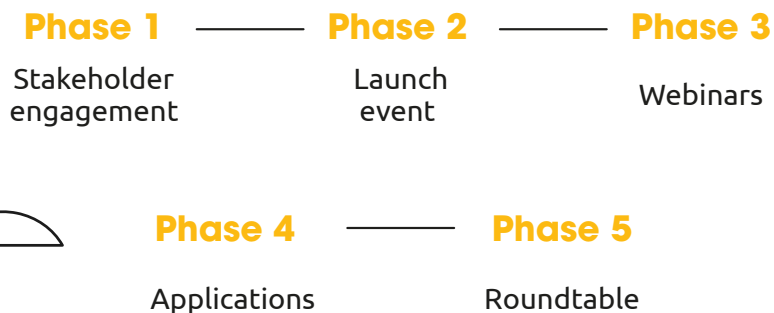 Phase 1 Phase 2 Phase 3
Stakeholder engagement
Launch event
Webinars
Phase 4 Phase 5
Applications Roundtable